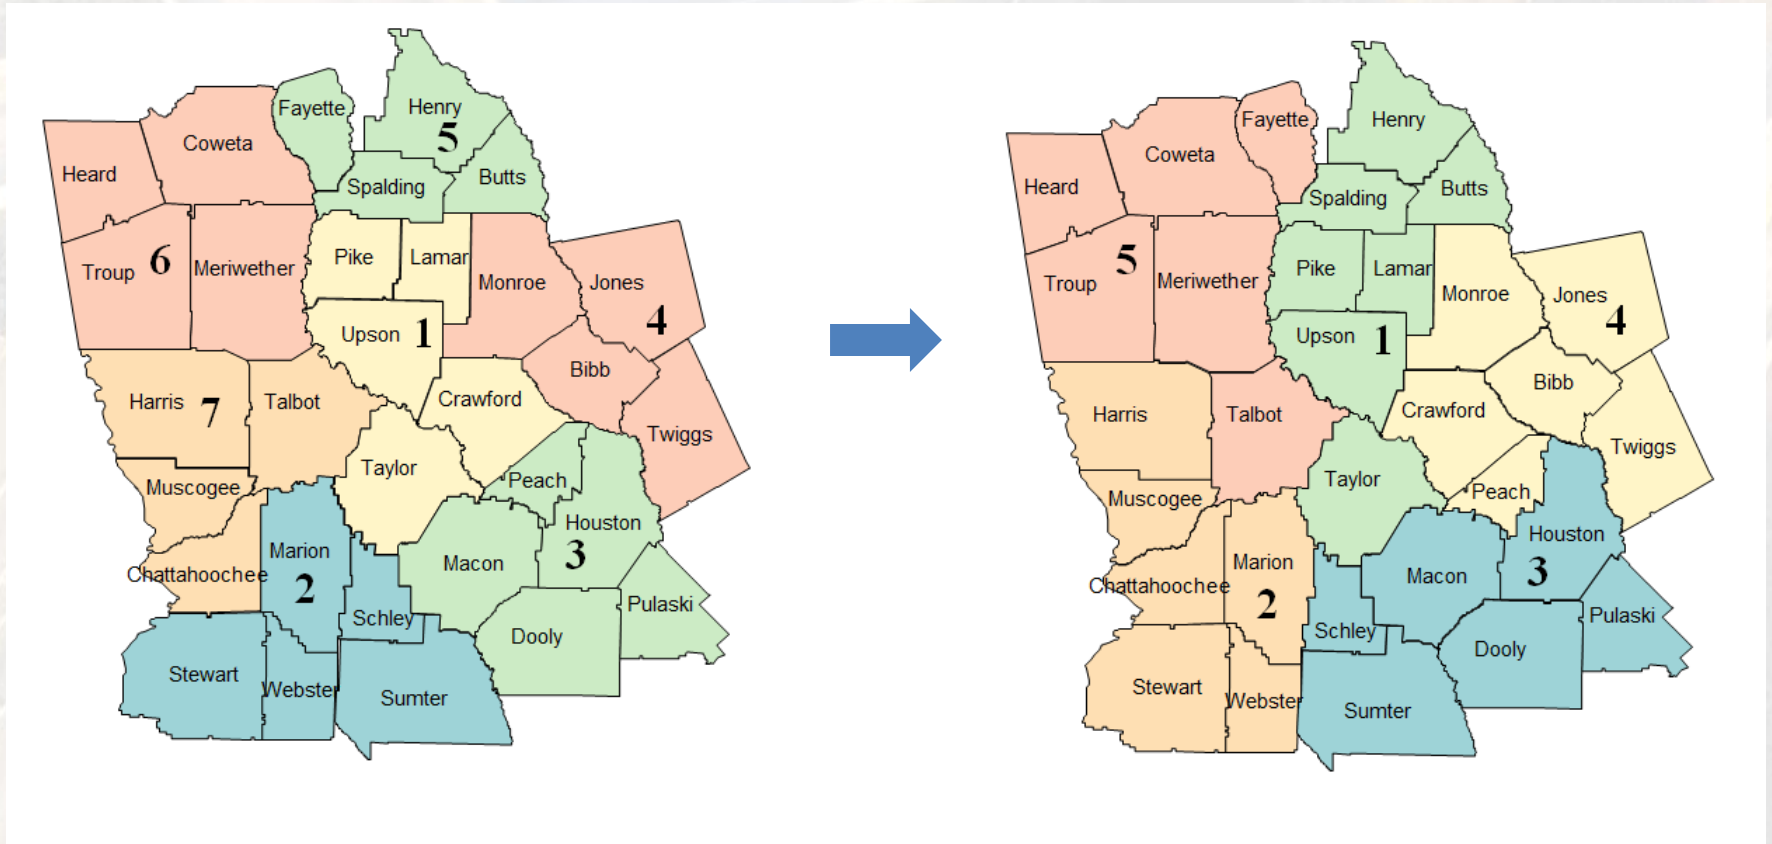 Henry
Fayette
5
Coweta
Heard
Spalding
Butts
Pike
Lamar
Troup
6
Meriwether
Monroe
Jones
Upson
1
4
Bibb
Harris
7
Talbot
Crawford
Twiggs
Taylor
Muscogee
Peach
Houston
Marion
3
Macon
Chattahoochee
2
Schley
Pulaski
Dooly
Stewart
Webster
Sumter
Henry
Fayette
Coweta
Heard
Spalding
Butts
5
Pike
Lamar
Troup
Meriwether
Monroe
Jones
Upson
1
4
Bibb
Harris
Talbot
Crawford
Twiggs
Taylor
Muscogee
Peach
Houston
Marion
3
Macon
Chattahoochee
2
Schley
Pulaski
Dooly
Stewart
Webster
Sumter